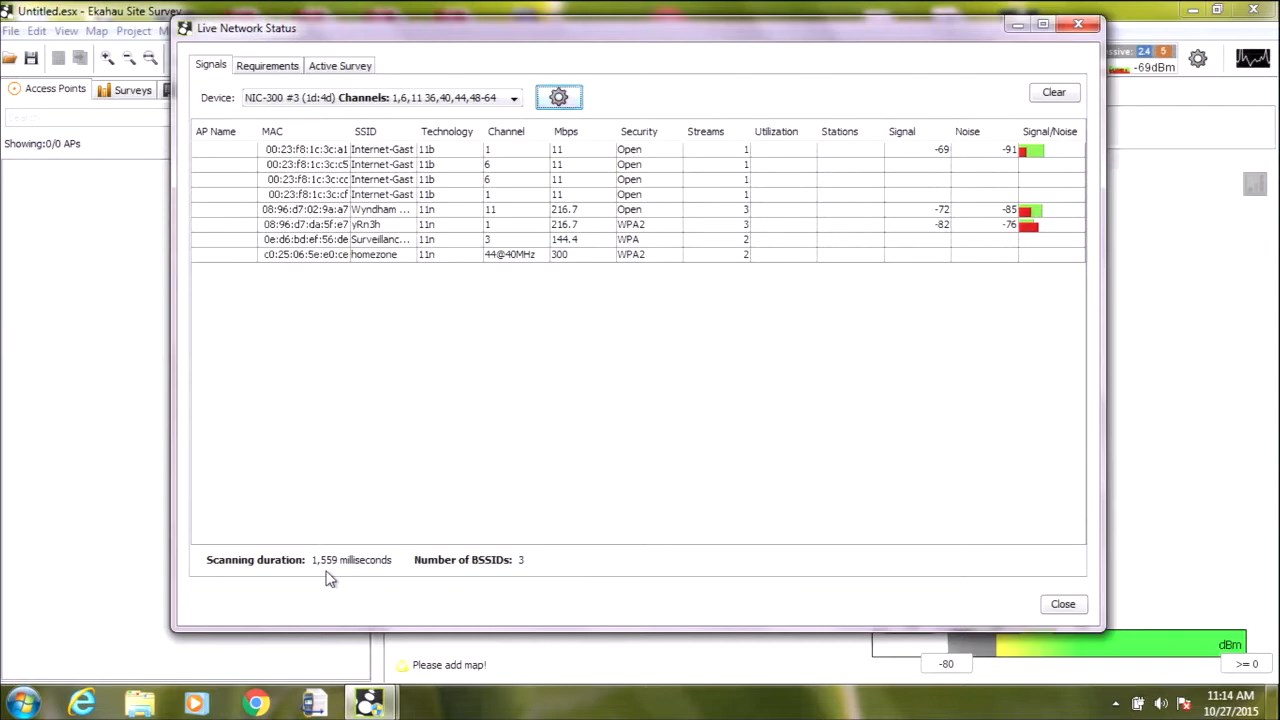 Untitled.esx - Ekahau Site Survey
File Edit View Map Project
Live Network Status
Signals Requirements Active Survey
2.4 5
-69dBm
Access Points Surveys
Device: NIC-300 #3 (1d:4d) Channels: 1,6,11 36,40,44,48-64
Clear
Search
Showing:0/0 APs
AP Name MAC SSID Technology Channel Mbps Security Streams Utilization Stations Signal Noise Signal/Noise
00:23:f8:1c:3c:a1 Internet-Gast 11b 1 11 Open 1 -69 -91
00:23:f8:1c:3c:c5 Internet-Gast 11b 6 11 Open 1
00:23:f8:1c:3c:cc Internet-Gast 11b 6 11 Open 1
00:23:f8:1c:3c:cf Internet-Gast 11b 1 11 Open 1
08:96:d7:02:9a:a7 Wyndham ... 11n 11 216.7 Open 3 -72 -85
08:96:d7:da:5f:e7 yRn3h 11n 1 216.7 WPA2 3 -82 -76
0e:d6:bd:ef:56:de Surveillanc... 11n 3 144.4 WPA 2
c0:25:06:5e:e0:ce homezone 11n 44@40MHz 300 WPA2 2
Scanning duration: 1,559 milliseconds Number of BSSIDs: 3
Close
dBm
Please add map!
-80 >= 0
11:14 AM
10/27/2015